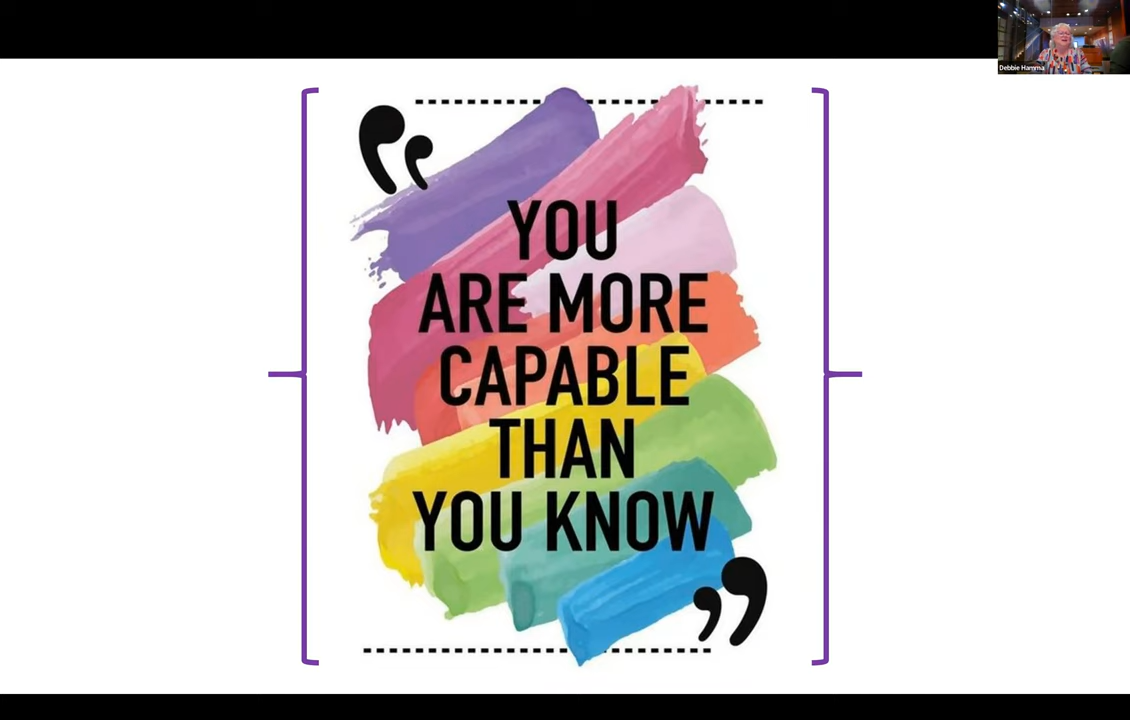 Debbie Hamma
YOU
ARE MORE
CAPABLE
THAN
YOU KNOW